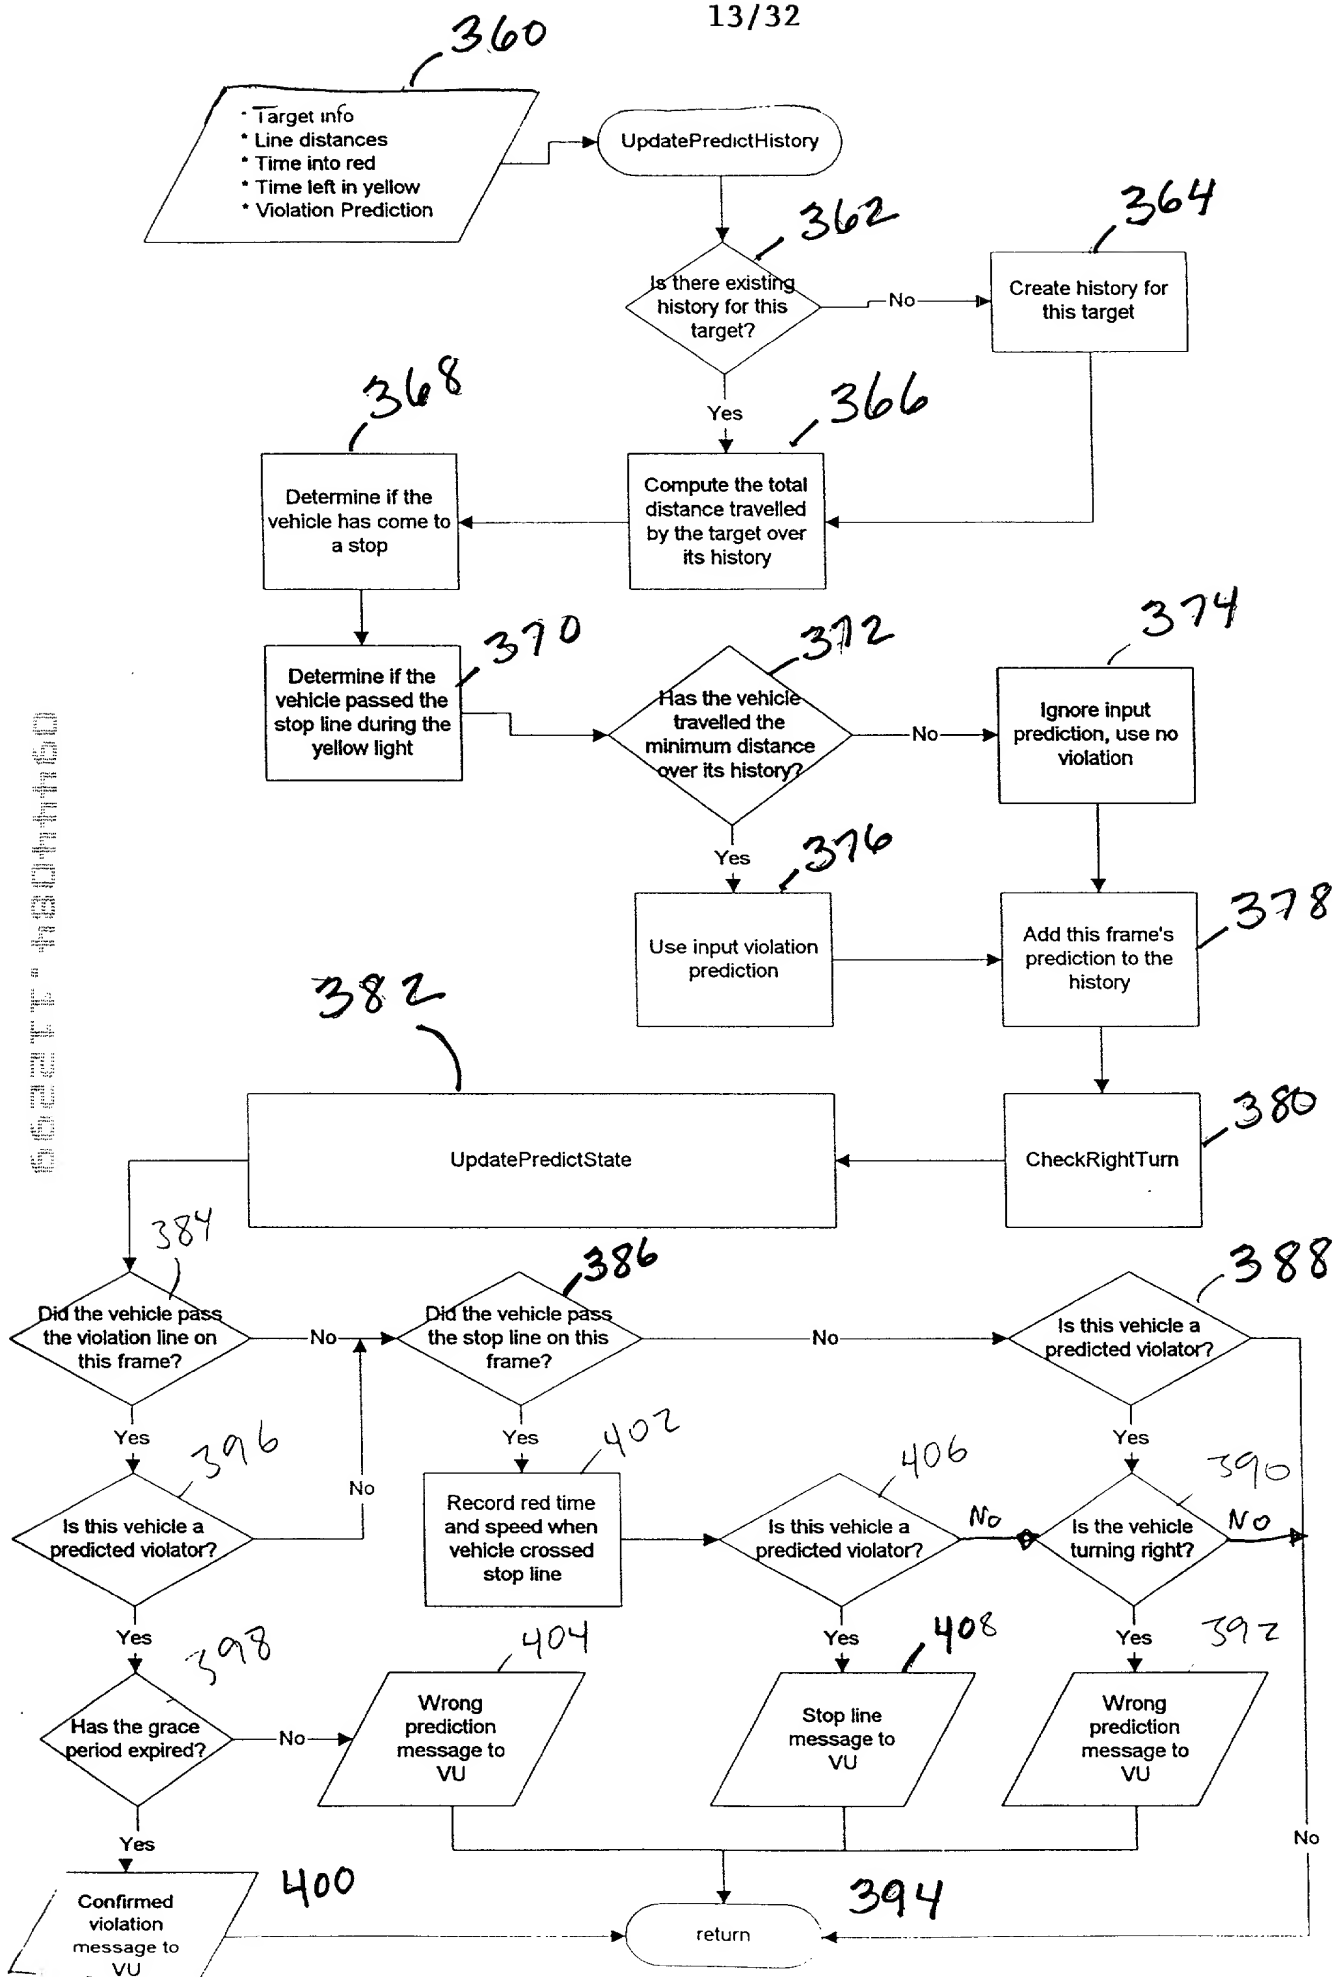 13/32
360
* Target info
* Line distances
* Time into red
* Time left in yellow
* Violation Prediction
UpdatePredictHistory
362
364
Is there existing
history for this
target?
No
Create history for
this target
Yes
368
366
Determine if the
vehicle has come to
a stop
Compute the total
distance travelled
by the target over
its history
370
372
374
Determine if the
vehicle passed the
stop line during the
yellow light
Has the vehicle
travelled the
minimum distance
over its history?
No
Ignore input
prediction, use no
violation
Yes
376
378
Use input violation
prediction
Add this frame's
prediction to the
history
382
380
UpdatePredictState
CheckRightTurn
384
386
388
Did the vehicle pass
the violation line on
this frame?
No
Did the vehicle pass
the stop line on this
frame?
No
Is this vehicle a
predicted violator?
Yes
396
No
Yes
402
406
Yes
390
Is this vehicle a
predicted violator?
Record red time
and speed when
vehicle crossed
stop line
Is this vehicle a
predicted violator?
No
Is the vehicle
turning right?
No
Yes
398
404
Yes
408
Yes
392
Has the grace
period expired?
No
Wrong
prediction
message to
VU
Stop line
message to
VU
Wrong
prediction
message to
VU
Yes
No
400
394
Confirmed
violation
message to
VU
return